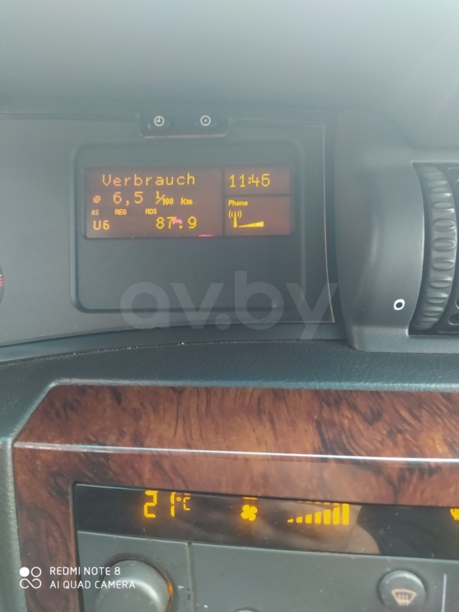 Verbrauch 11:46
ø 6,5 l/100 Km
Phone
AS REG RDS
U6 87.9
av.by
21°C
REDMI NOTE 8
AI QUAD CAMERA